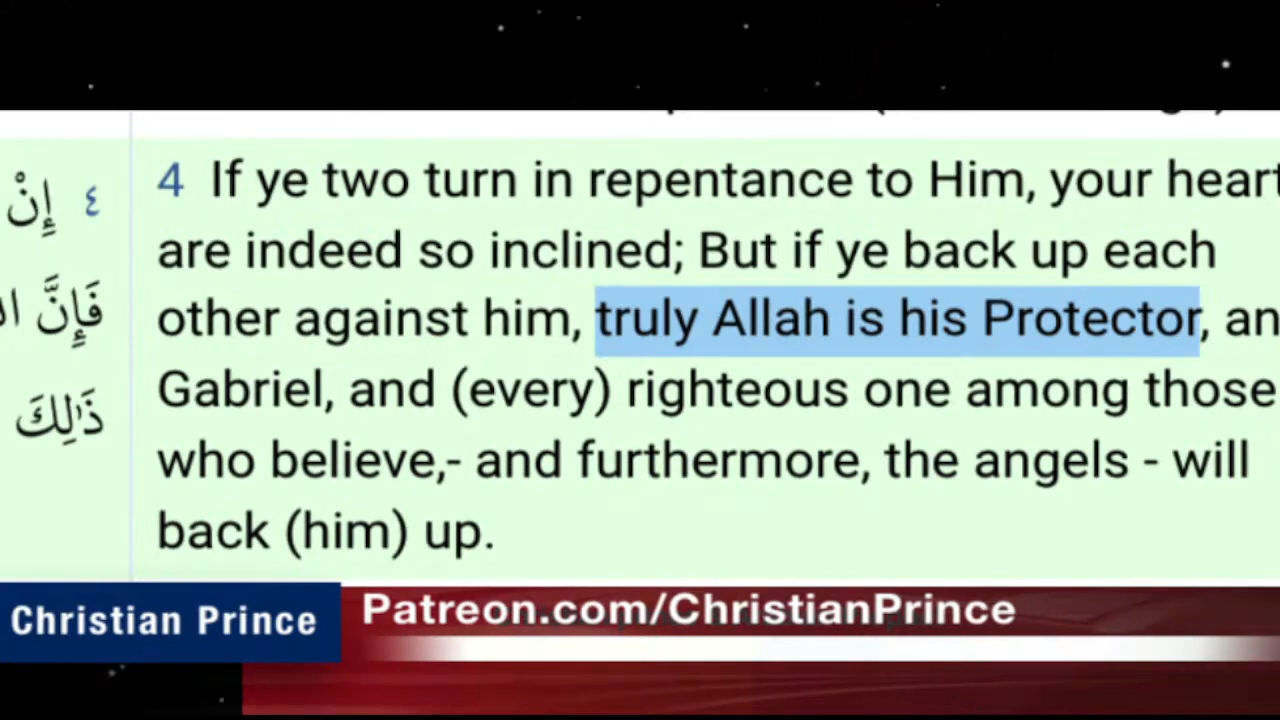 4 If ye two turn in repentance to Him, your heart
are indeed so inclined; But if ye back up each
other against him, truly Allah is his Protector, an
Gabriel, and (every) righteous one among those
who believe,- and furthermore, the angels - will
back (him) up.
٤ إِنْ
فَإِنَّ ال
ذَٰلِكَ
Christian Prince
Patreon.com/ChristianPrince